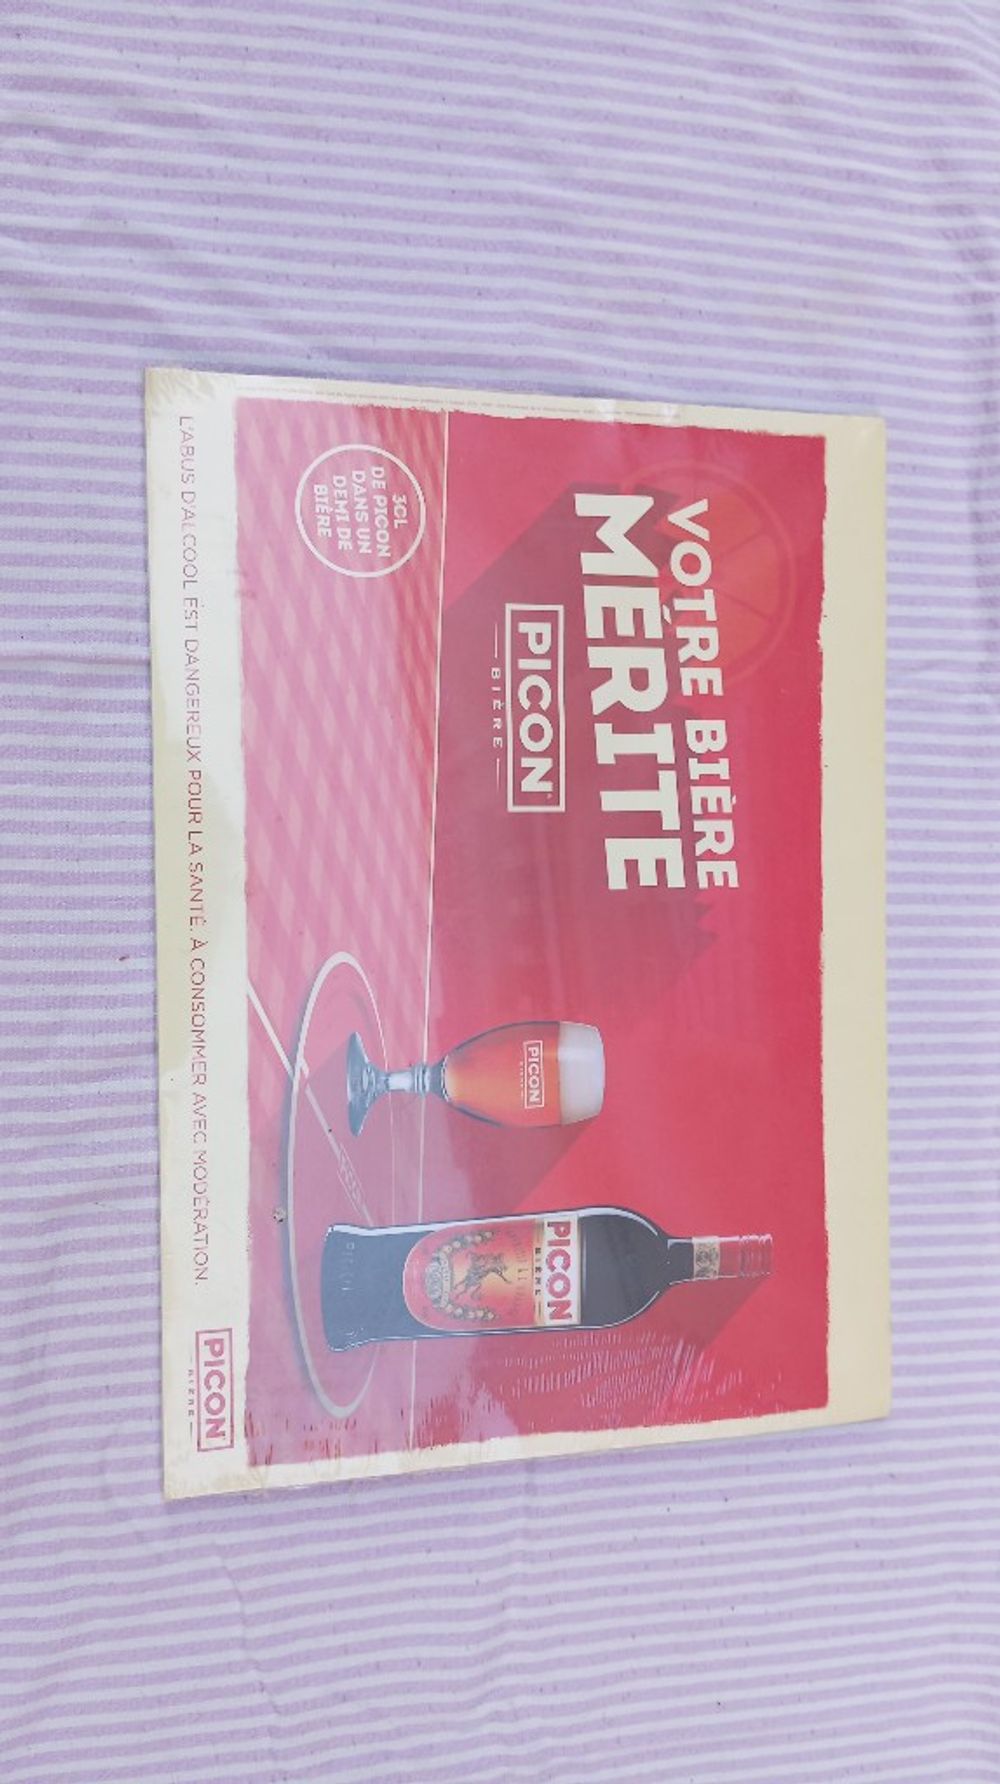 VOTRE BIÈRE
MÉRITE
PICON
BIÈRE
3CL
DE PICON
DANS UN
DEMI DE
BIÈRE
PICON
BIÈRE
PICON
BIÈRE
L'ABUS D'ALCOOL EST DANGEREUX POUR LA SANTÉ. À CONSOMMER AVEC MODÉRATION.
PICON
BIÈRE